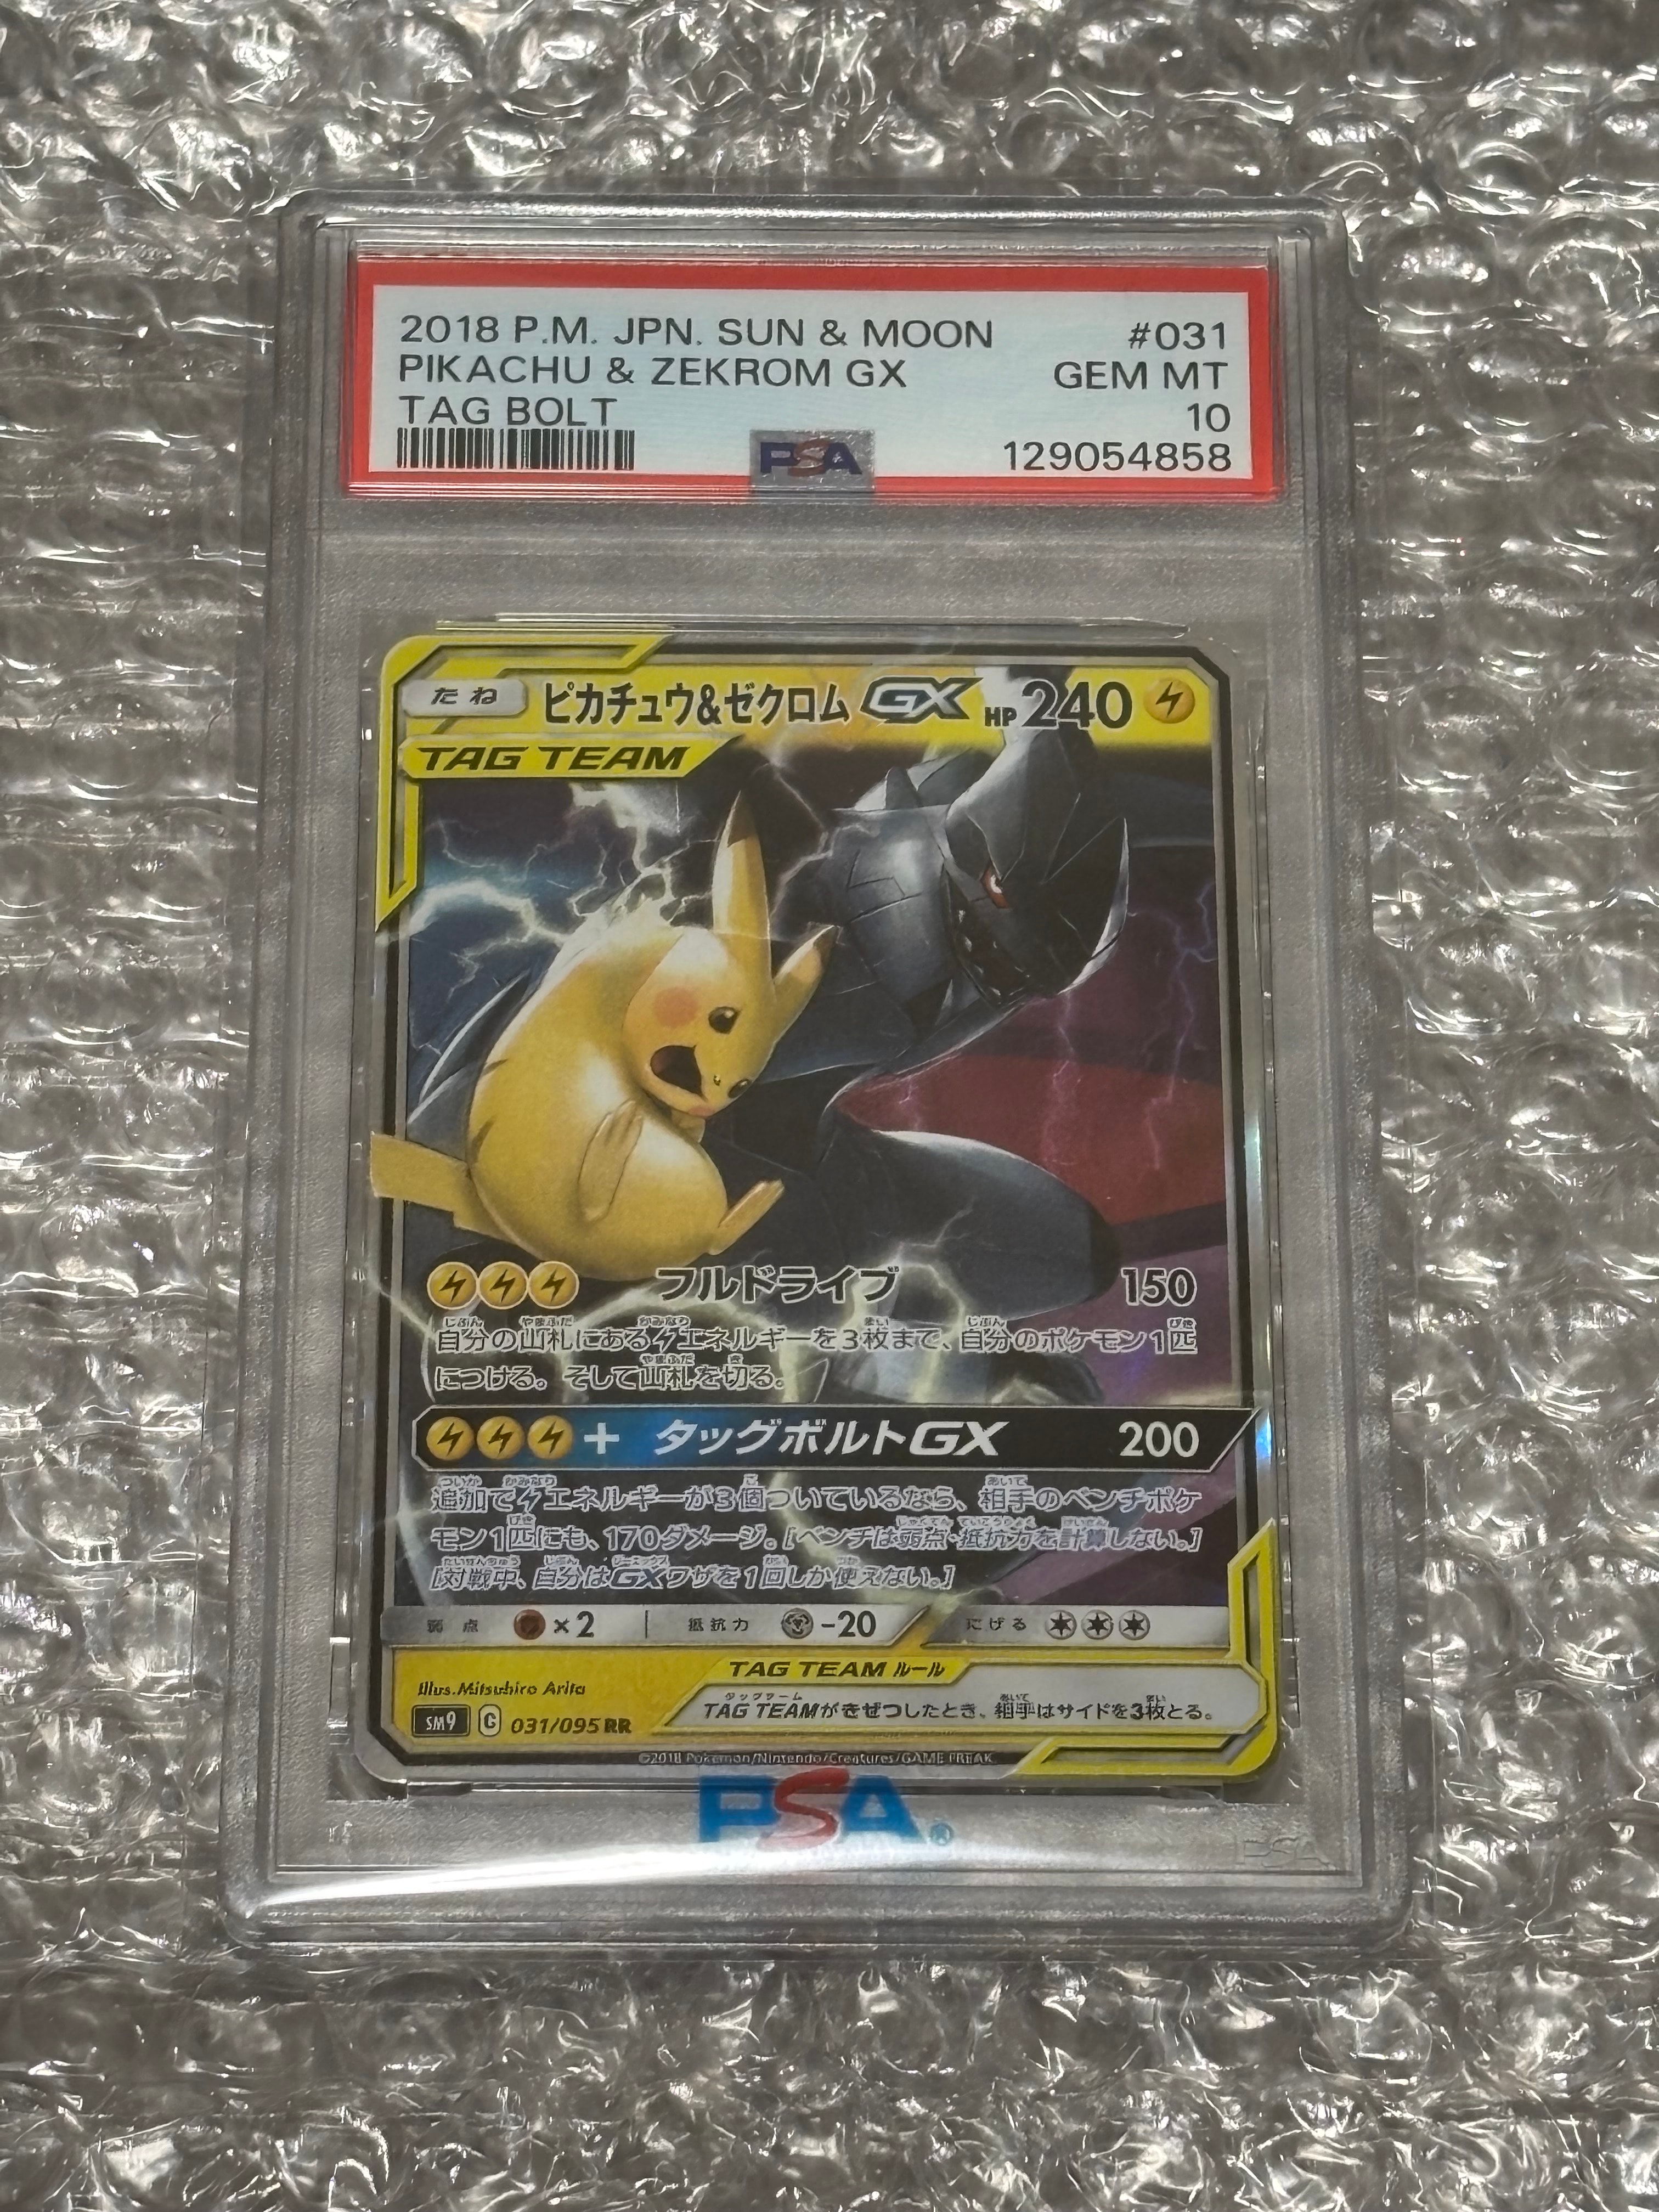 2018 P.M. JPN. SUN & MOON #031
PIKACHU & ZEKROM GX GEM MT
TAG BOLT 10
PSA 129054858
たね ピカチュウ&ゼクロムGX HP240
TAG TEAM
フルドライブ 150
自分の山札にあるエネルギーを3枚まで、自分のポケモン1匹
につける。そして山札を切る。
+ タッグボルトGX 200
追加でエネルギーが3個ついているなら、相手のベンチポケ
モン1匹にも、170ダメージ。[ベンチは弱点・抵抗力を計算しない。]
[対戦中、自分はGXワザを1回しか使えない。]
弱点 ×2 抵抗力 -20 にげる
TAG TEAM ルール
Illus.Mitsuhiro Arita
TAG TEAMがきぜつしたとき、相手はサイドを3枚とる。
SM9 G 031/095 RR
©2018 Pokémon/Nintendo/Creatures/GAME FREAK
PSA®
PSA